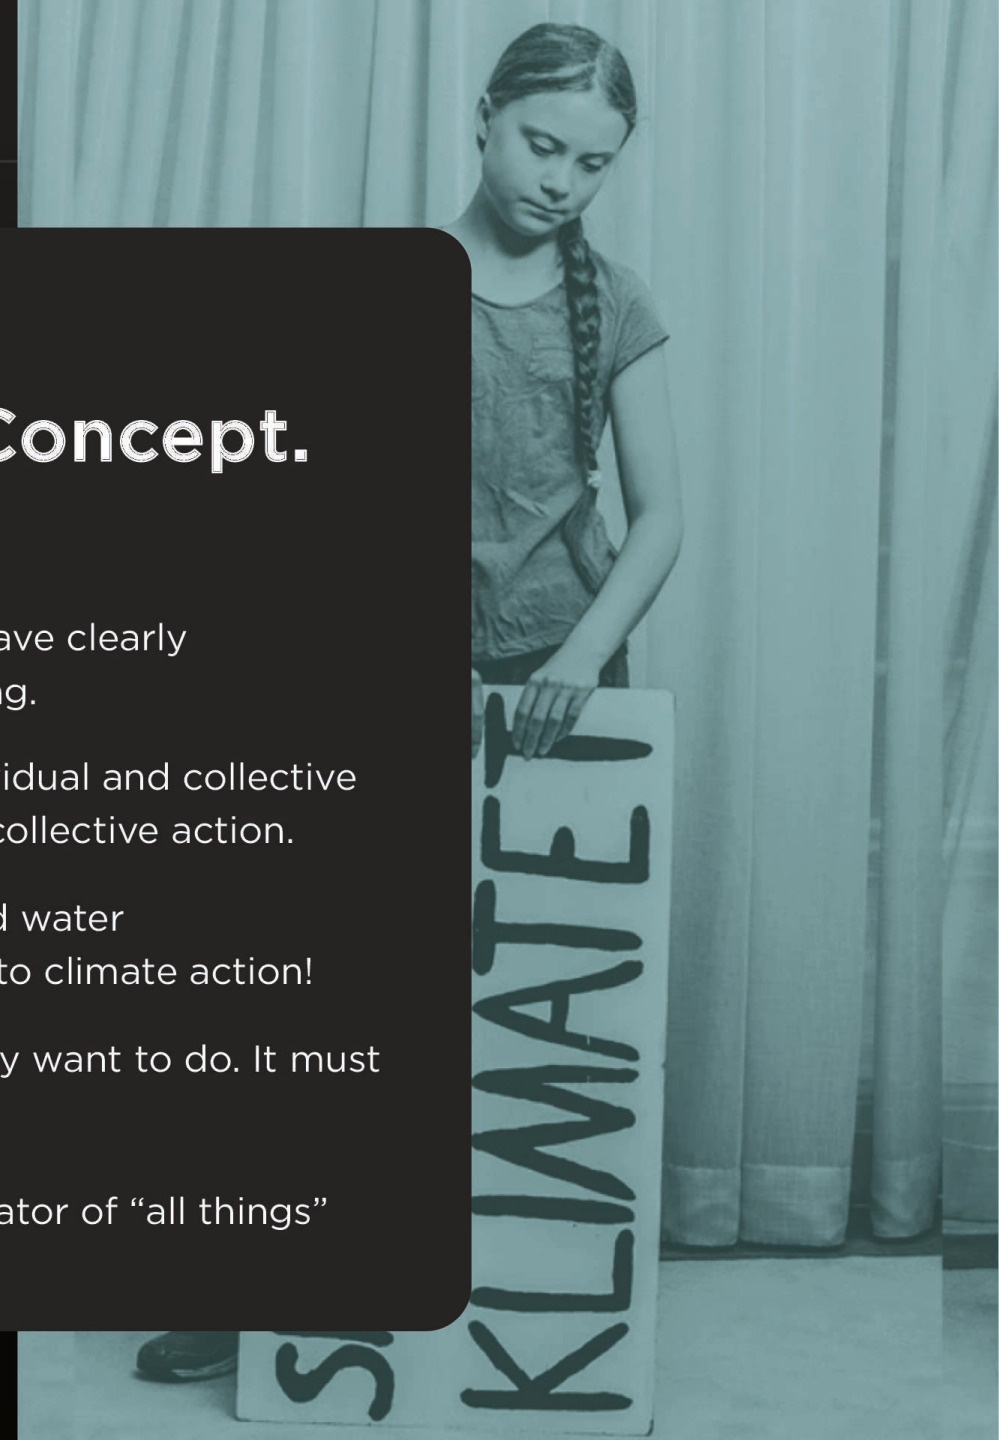 Concept.
ave clearly
ng.
idual and collective
collective action.
d water
to climate action!
y want to do. It must
ator of “all things”
KLIMATET